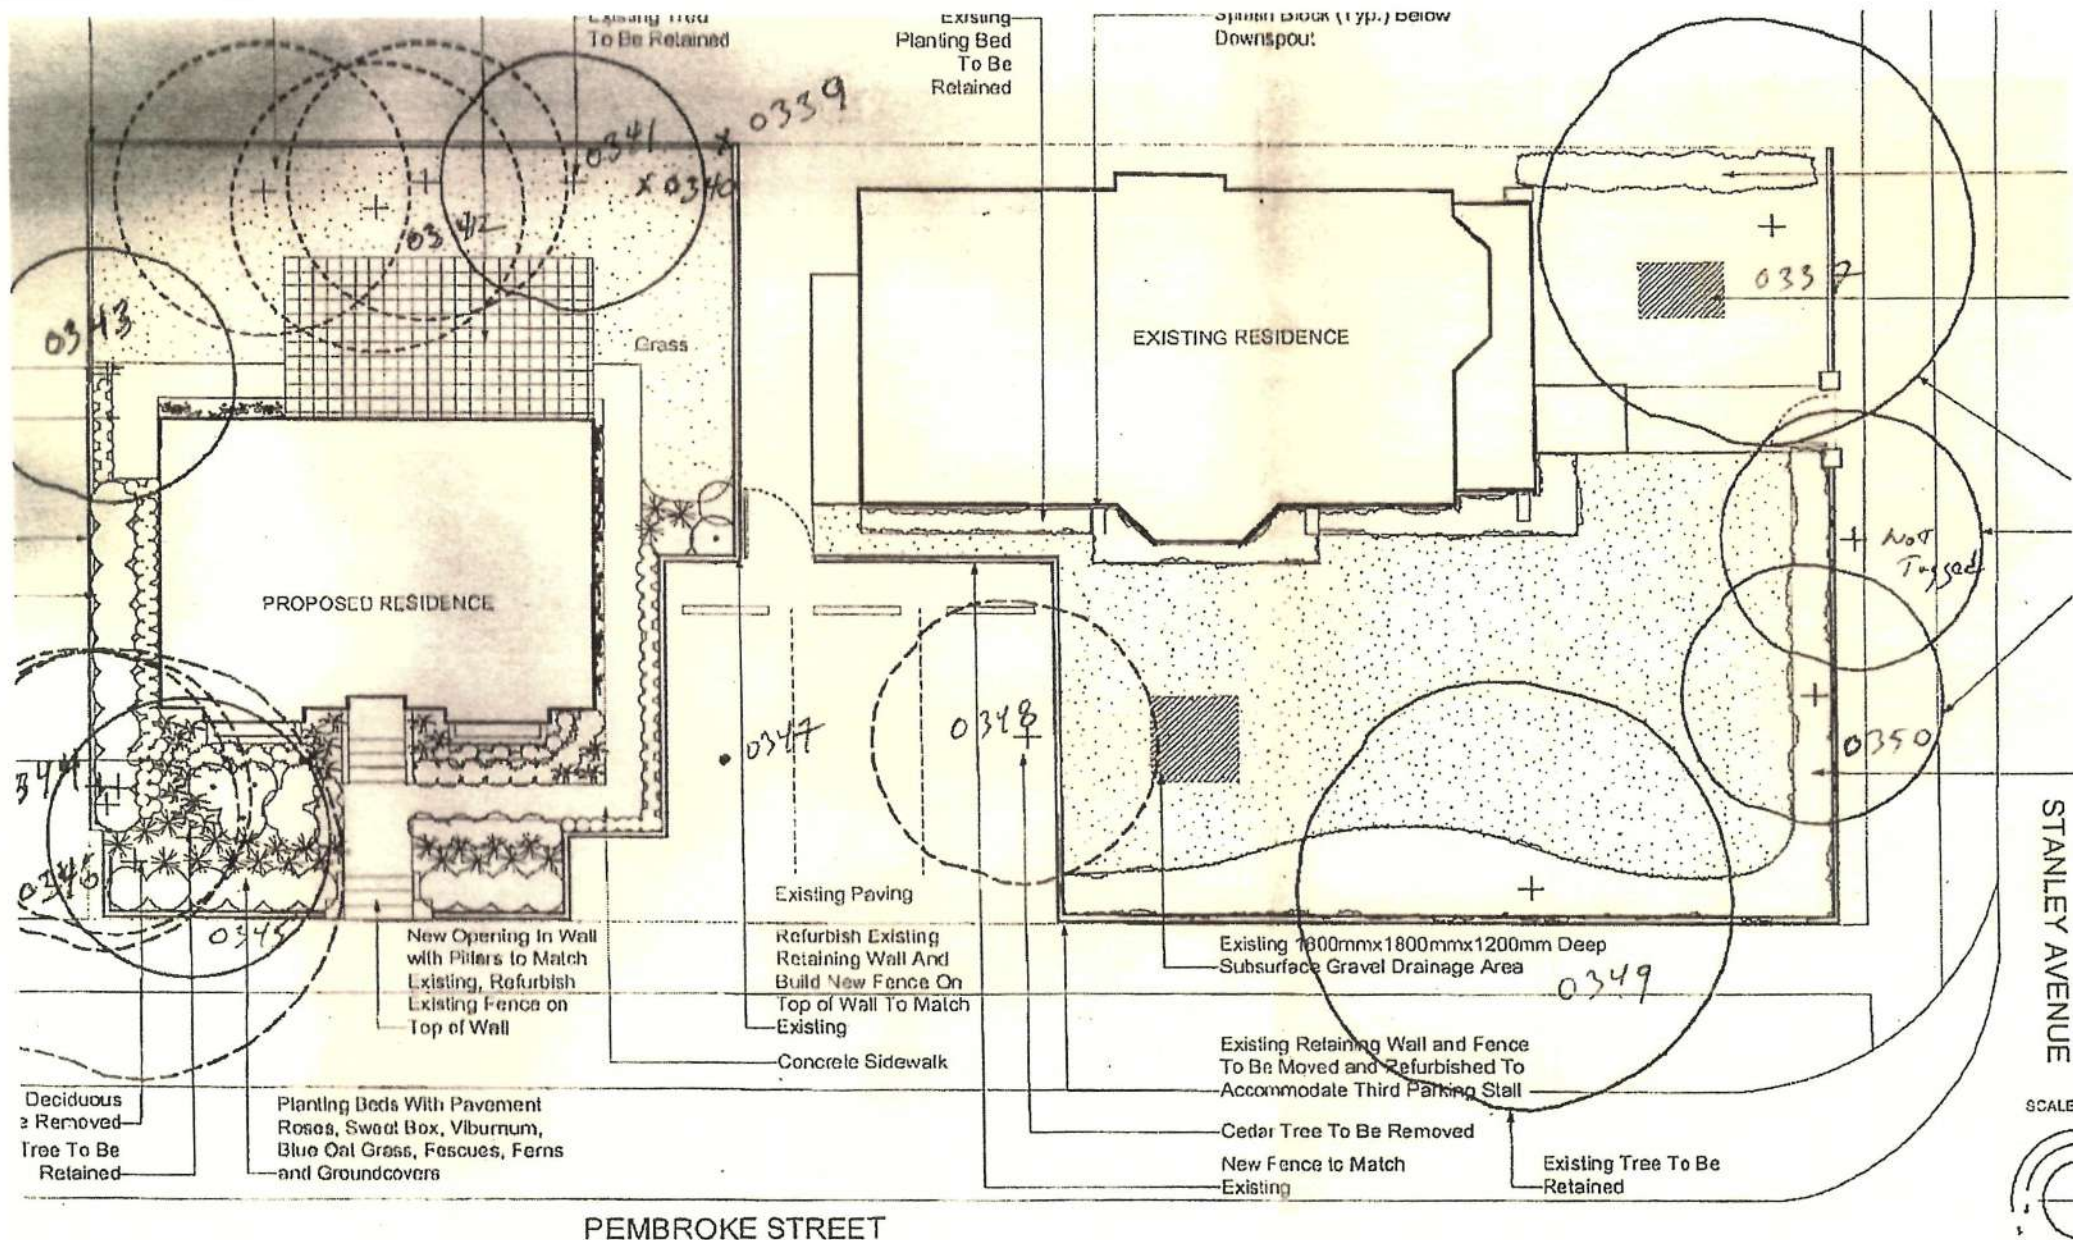 To Be Retained
Existing
Planting Bed
To Be
Retained
Block (Typ.) Below
Downspout
0339
0341
x 0340
0342
0343
Grass
EXISTING RESIDENCE
0337
Not
Tagged
PROPOSED RESIDENCE
0347
0348
0350
344
0346
0345
Existing Paving
New Opening In Wall
with Pillars to Match
Existing, Refurbish
Existing Fence on
Top of Wall
Refurbish Existing
Retaining Wall And
Build New Fence On
Top of Wall To Match
Existing
Concrete Sidewalk
Existing 1800mmx1800mmx1200mm Deep
Subsurface Gravel Drainage Area
0349
Existing Retaining Wall and Fence
To Be Moved and Refurbished To
Accommodate Third Parking Stall
Cedar Tree To Be Removed
New Fence to Match
Existing
Existing Tree To Be
Retained
Deciduous
e Removed
Tree To Be
Retained
Planting Beds With Pavement
Roses, Sweet Box, Viburnum,
Blue Oat Grass, Fescues, Ferns
and Groundcovers
STANLEY AVENUE
SCALE
PEMBROKE STREET